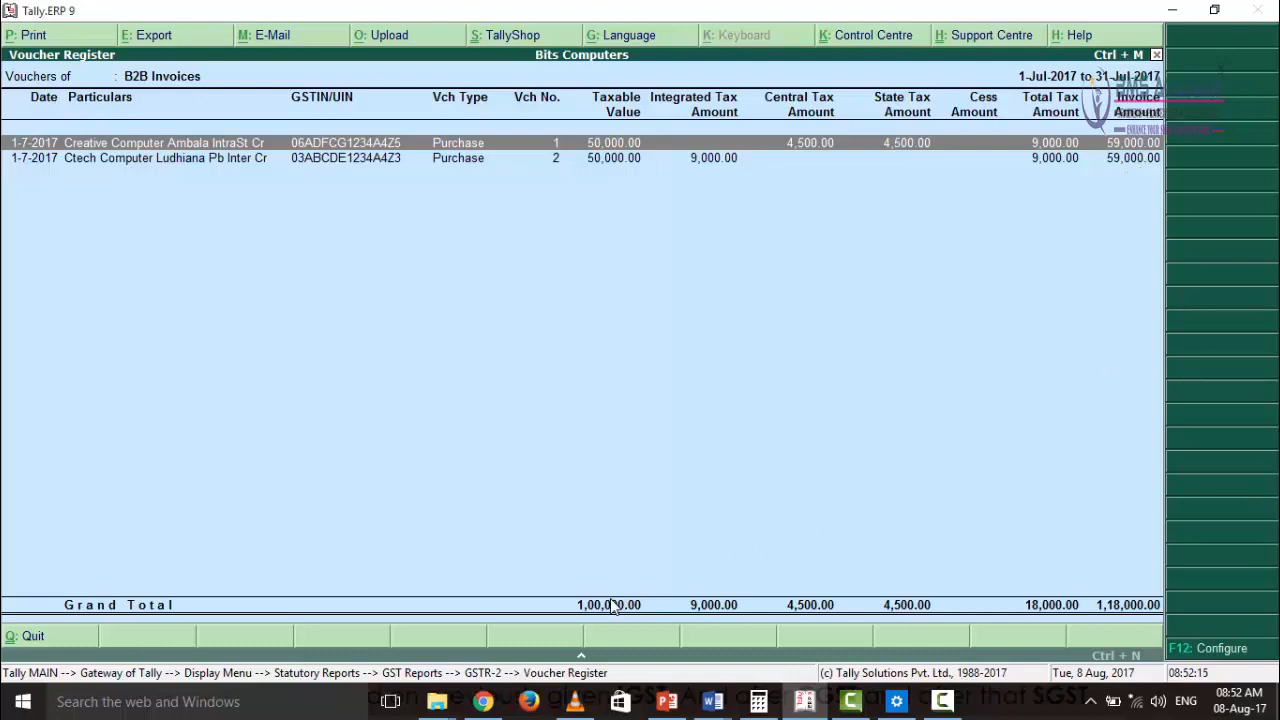 Tally.ERP 9
P: Print E: Export M: E-Mail O: Upload S: TallyShop G: Language K: Keyboard K: Control Centre H: Support Centre H: Help
Voucher Register Bits Computers Ctrl + M
Vouchers of : B2B Invoices 1-Jul-2017 to 31-Jul-2017
Date Particulars GSTIN/UIN Vch Type Vch No. Taxable Integrated Tax Central Tax State Tax Cess Total Tax Invoice
Value Amount Amount Amount Amount Amount Amount
1-7-2017 Creative Computer Ambala IntraSt Cr 06ADFCG1234A4Z5 Purchase 1 50,000.00 4,500.00 4,500.00 9,000.00 59,000.00
1-7-2017 Ctech Computer Ludhiana Pb Inter Cr 03ABCDE1234A4Z3 Purchase 2 50,000.00 9,000.00 9,000.00 59,000.00
Grand Total 1,00,000.00 9,000.00 4,500.00 4,500.00 18,000.00 1,18,000.00
Q: Quit
F12: Configure
Ctrl + N
Tally MAIN --> Gateway of Tally --> Display Menu --> Statutory Reports --> GST Reports --> GSTR-2 --> Voucher Register (c) Tally Solutions Pvt. Ltd., 1988-2017 Tue, 8 Aug, 2017 08:52:15
Search the web and Windows
ENG 08:52 AM
08-Aug-17